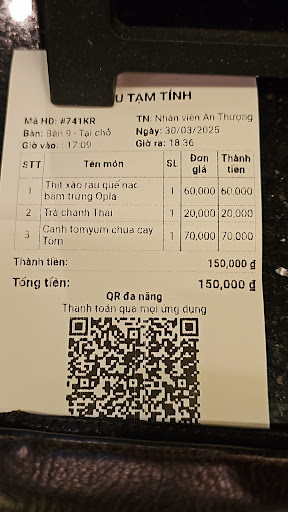 U TẠM TÍNH
Mã HĐ: #741KR
TN: Nhân viên An Thượng
Bàn: Bàn 9 - Tại chỗ
Ngày: 30/03/2025
Giờ vào: : 17:09
Giờ ra: 18:36
STT Tên món SL Đơn giá Thành tiền
1 Thịt xào rau quế nạc băm trứng Opla 1 60,000 60,000
2 Trà chanh Thái 1 20,000 20,000
3 Canh tomyum chua cay Tôm 1 70,000 70,000
Thành tiền: 150,000 ₫
Tổng tiền: 150,000 ₫
QR đa năng
Thanh toán qua mọi ứng dụng